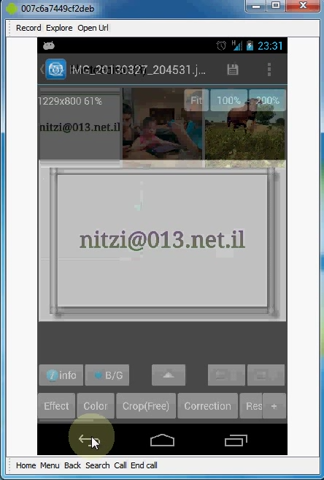 007c6a7449cf2deb
Record Explore Open Url
23:31
IMG_20130327_204531.j...
1229x800 61%
Fit 100% 200%
nitzi@013.net.il
nitzi@013.net.il
info B/G
Effect Color Crop(Free) Correction Res +
Home Menu Back Search Call End call